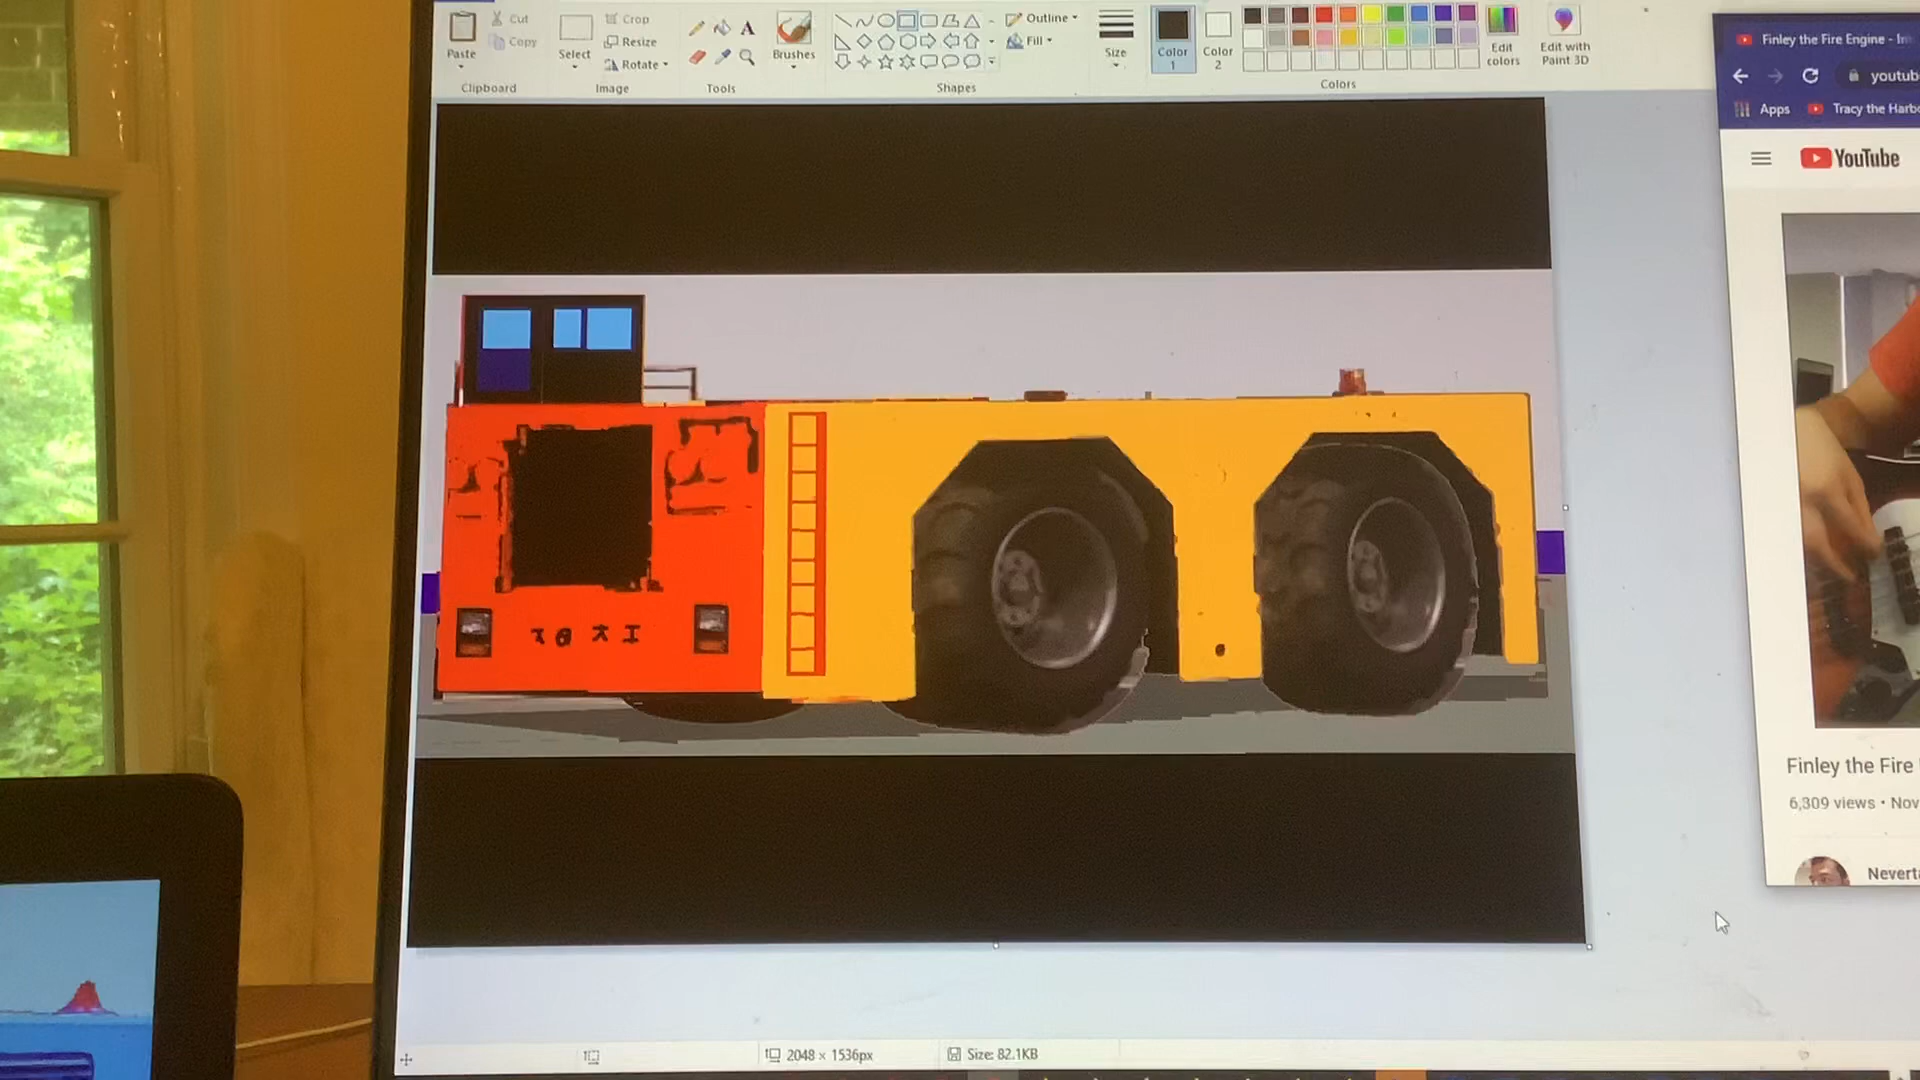 Paste
Cut
Copy
Clipboard
Select
Crop
Resize
Rotate
Image
A
Tools
Brushes
Shapes
Outline
Fill
Size
Color 1
Color 2
Colors
Edit colors
Edit with Paint 3D
2048 × 1536px
Size: 82.1KB
Finley the Fire Engine -
youtub
Apps
Tracy the Harbo
YouTube
Finley the Fire
6,309 views • Nov
Neverta